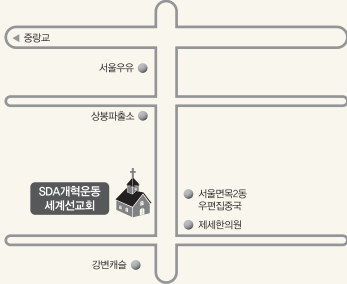 중랑교
서울우유
상봉파출소
SDA개혁운동
세계선교회
서울면목2동
우편집중국
제세한의원
강변캐슬